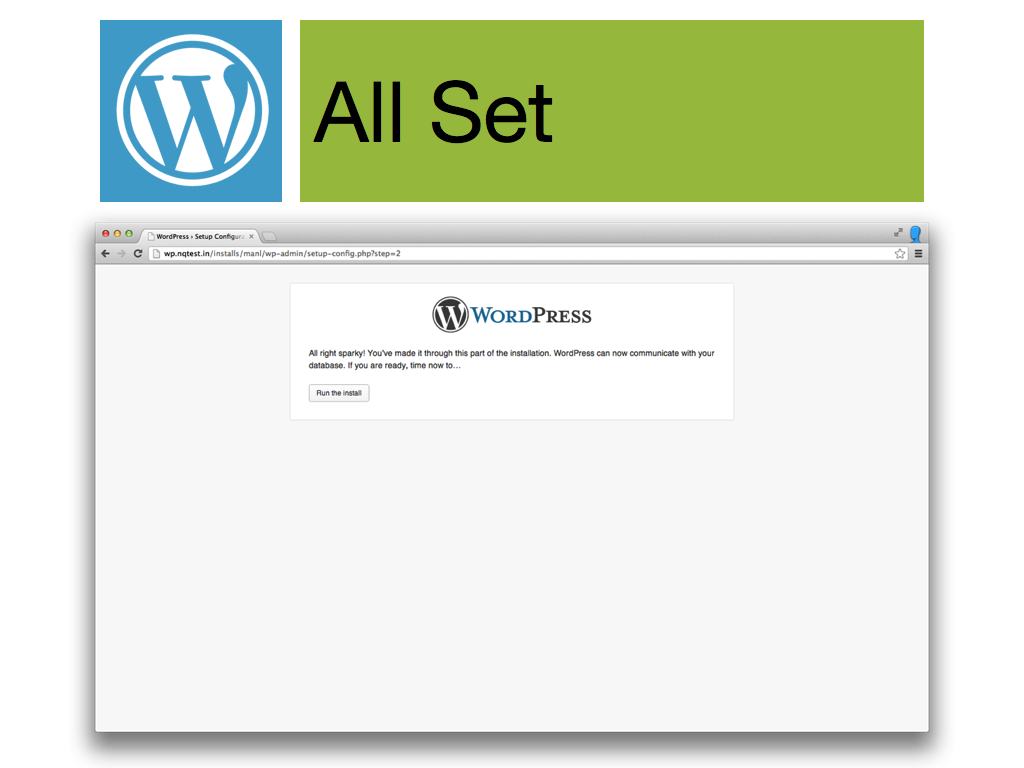 All Set
WordPress › Setup Configura
wp.nqtest.in/installs/manl/wp-admin/setup-config.php?step=2
WORDPRESS
All right sparky! You've made it through this part of the installation. WordPress can now communicate with your
database. If you are ready, time now to…
Run the install